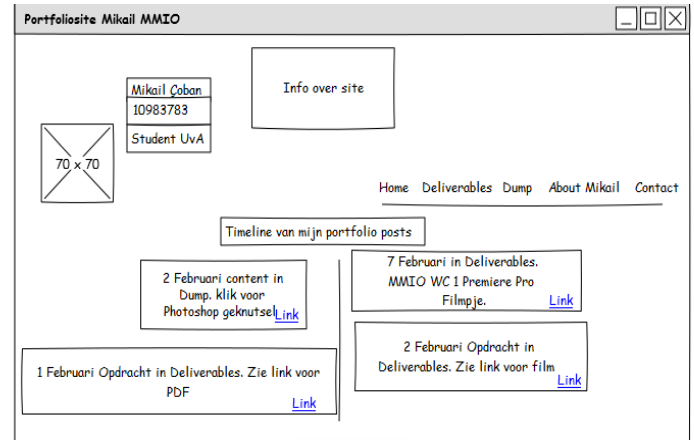 Portfoliosite Mikail MMIO
Info over site
Mikail Çoban
10983783
Student UvA
70 x 70
Home Deliverables Dump About Mikail Contact
Timeline van mijn portfolio posts
2 Februari content in
Dump. klik voor
Photoshop geknutsel
Link
7 Februari in Deliverables.
MMIO WC 1 Premiere Pro
Filmpje.
Link
1 Februari Opdracht in Deliverables. Zie link voor
PDF
Link
2 Februari Opdracht in
Deliverables. Zie link voor film
Link